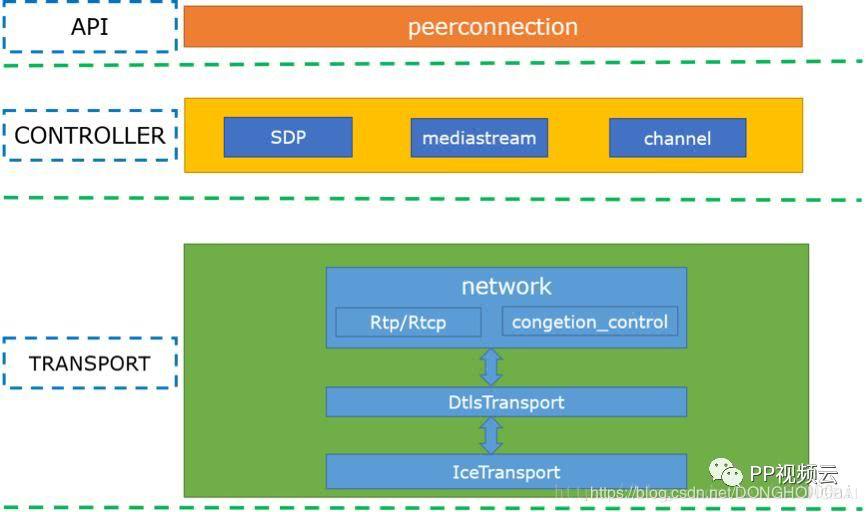 API
peerconnection
CONTROLLER
SDP
mediastream
channel
TRANSPORT
network
Rtp/Rtcp
congetion_control
DtlsTransport
IceTransport
PP视频云
https://blog.csdn.net/DONGHONGBAI